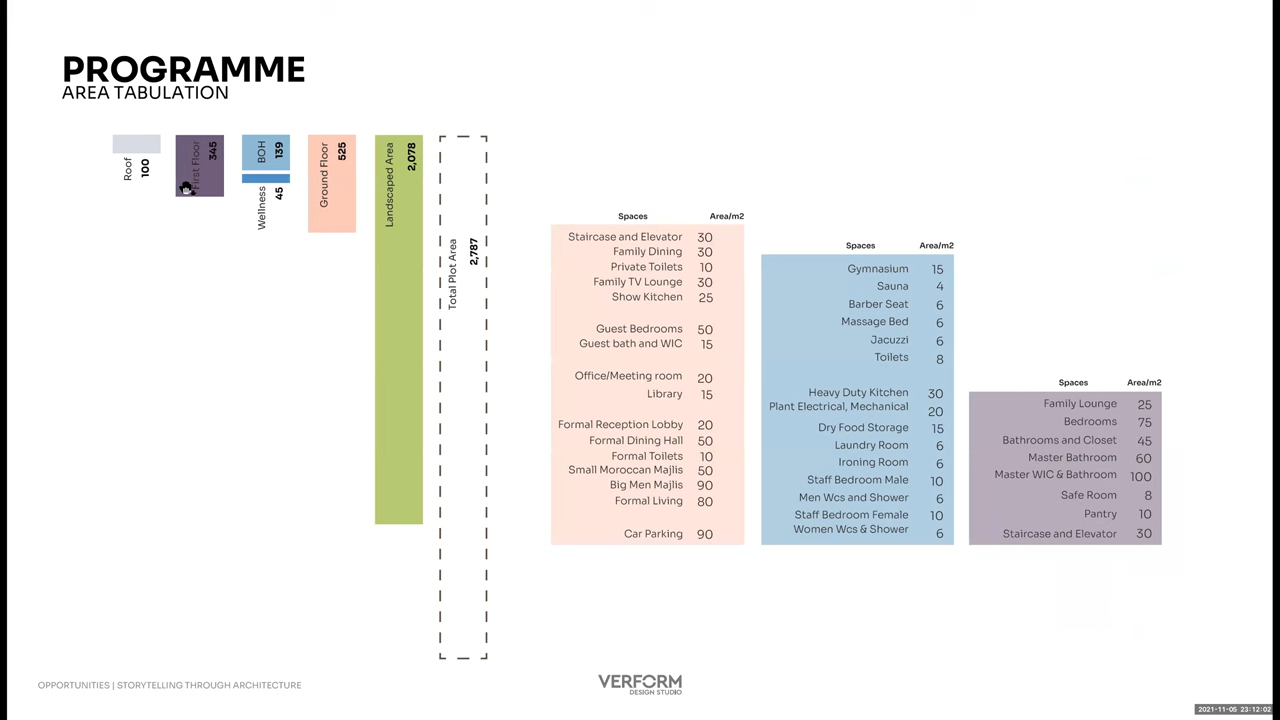 PROGRAMME
AREA TABULATION
Roof
100
First Floor
345
BOH
139
Wellness
45
Ground Floor
525
Landscaped Area
2,078
Total Plot Area
2,787
Spaces Area/m2
Staircase and Elevator 30
Family Dining 30
Private Toilets 10
Family TV Lounge 30
Show Kitchen 25
Guest Bedrooms 50
Guest bath and WIC 15
Office/Meeting room 20
Library 15
Formal Reception Lobby 20
Formal Dining Hall 50
Formal Toilets 10
Small Moroccan Majlis 50
Big Men Majlis 90
Formal Living 80
Car Parking 90
Spaces Area/m2
Gymnasium 15
Sauna 4
Barber Seat 6
Massage Bed 6
Jacuzzi 6
Toilets 8
Heavy Duty Kitchen 30
Plant Electrical, Mechanical 20
Dry Food Storage 15
Laundry Room 6
Ironing Room 6
Staff Bedroom Male 10
Men Wcs and Shower 6
Staff Bedroom Female 10
Women Wcs & Shower 6
Spaces Area/m2
Family Lounge 25
Bedrooms 75
Bathrooms and Closet 45
Master Bathroom 60
Master WIC & Bathroom 100
Safe Room 8
Pantry 10
Staircase and Elevator 30
OPPORTUNITIES | STORYTELLING THROUGH ARCHITECTURE
VERFORM
DESIGN STUDIO
2021-11-05 23:12:02